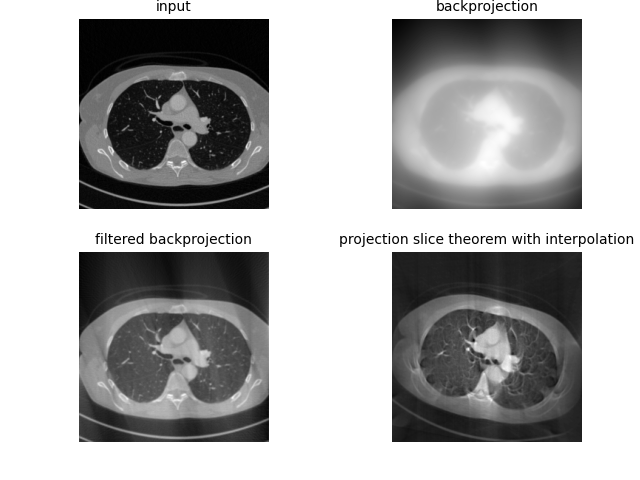 input
backprojection
filtered backprojection
projection slice theorem with interpolation